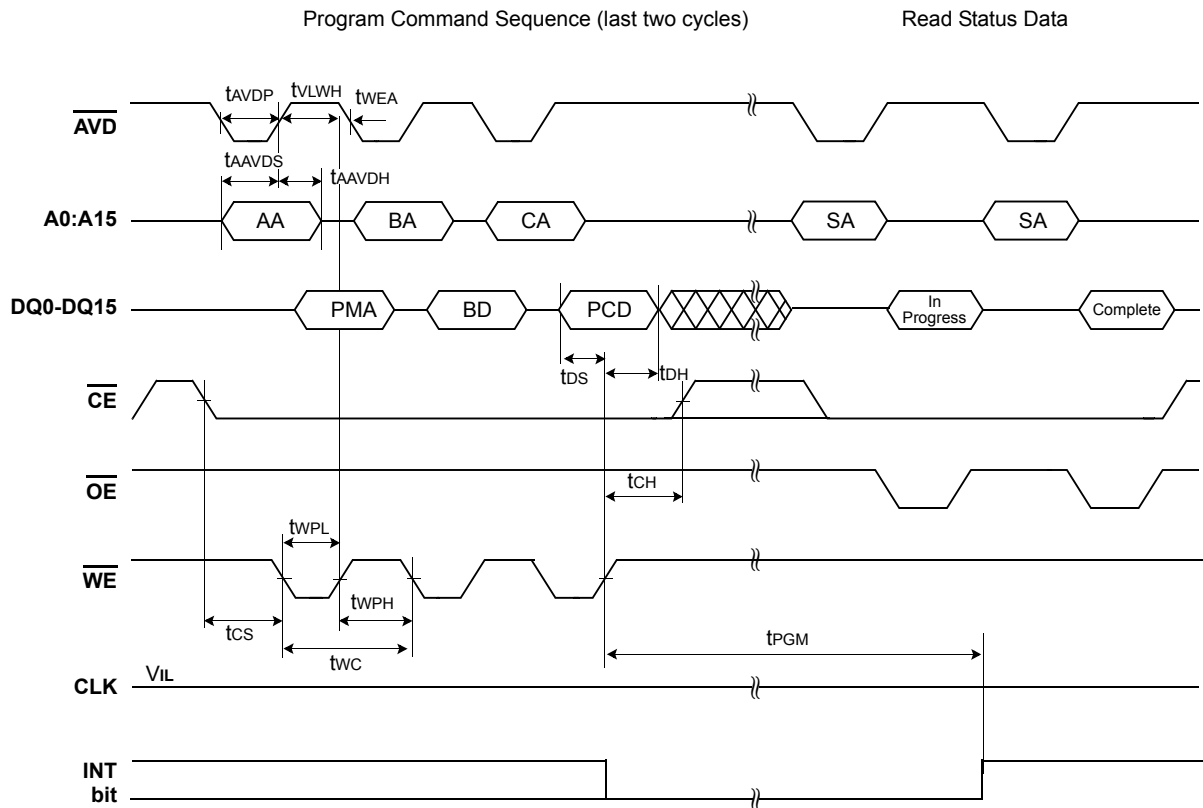 Program Command Sequence (last two cycles) Read Status Data
tAVDP tVLWH tWEA
AVD
tAAVDS tAAVDH
A0:A15 AA BA CA SA SA
DQ0-DQ15 PMA BD PCD In Progress Complete
tDS tDH
CE
OE
tCH
tWPL
WE
tWPH
tCS tWC tPGM
CLK VIL
INT
bit